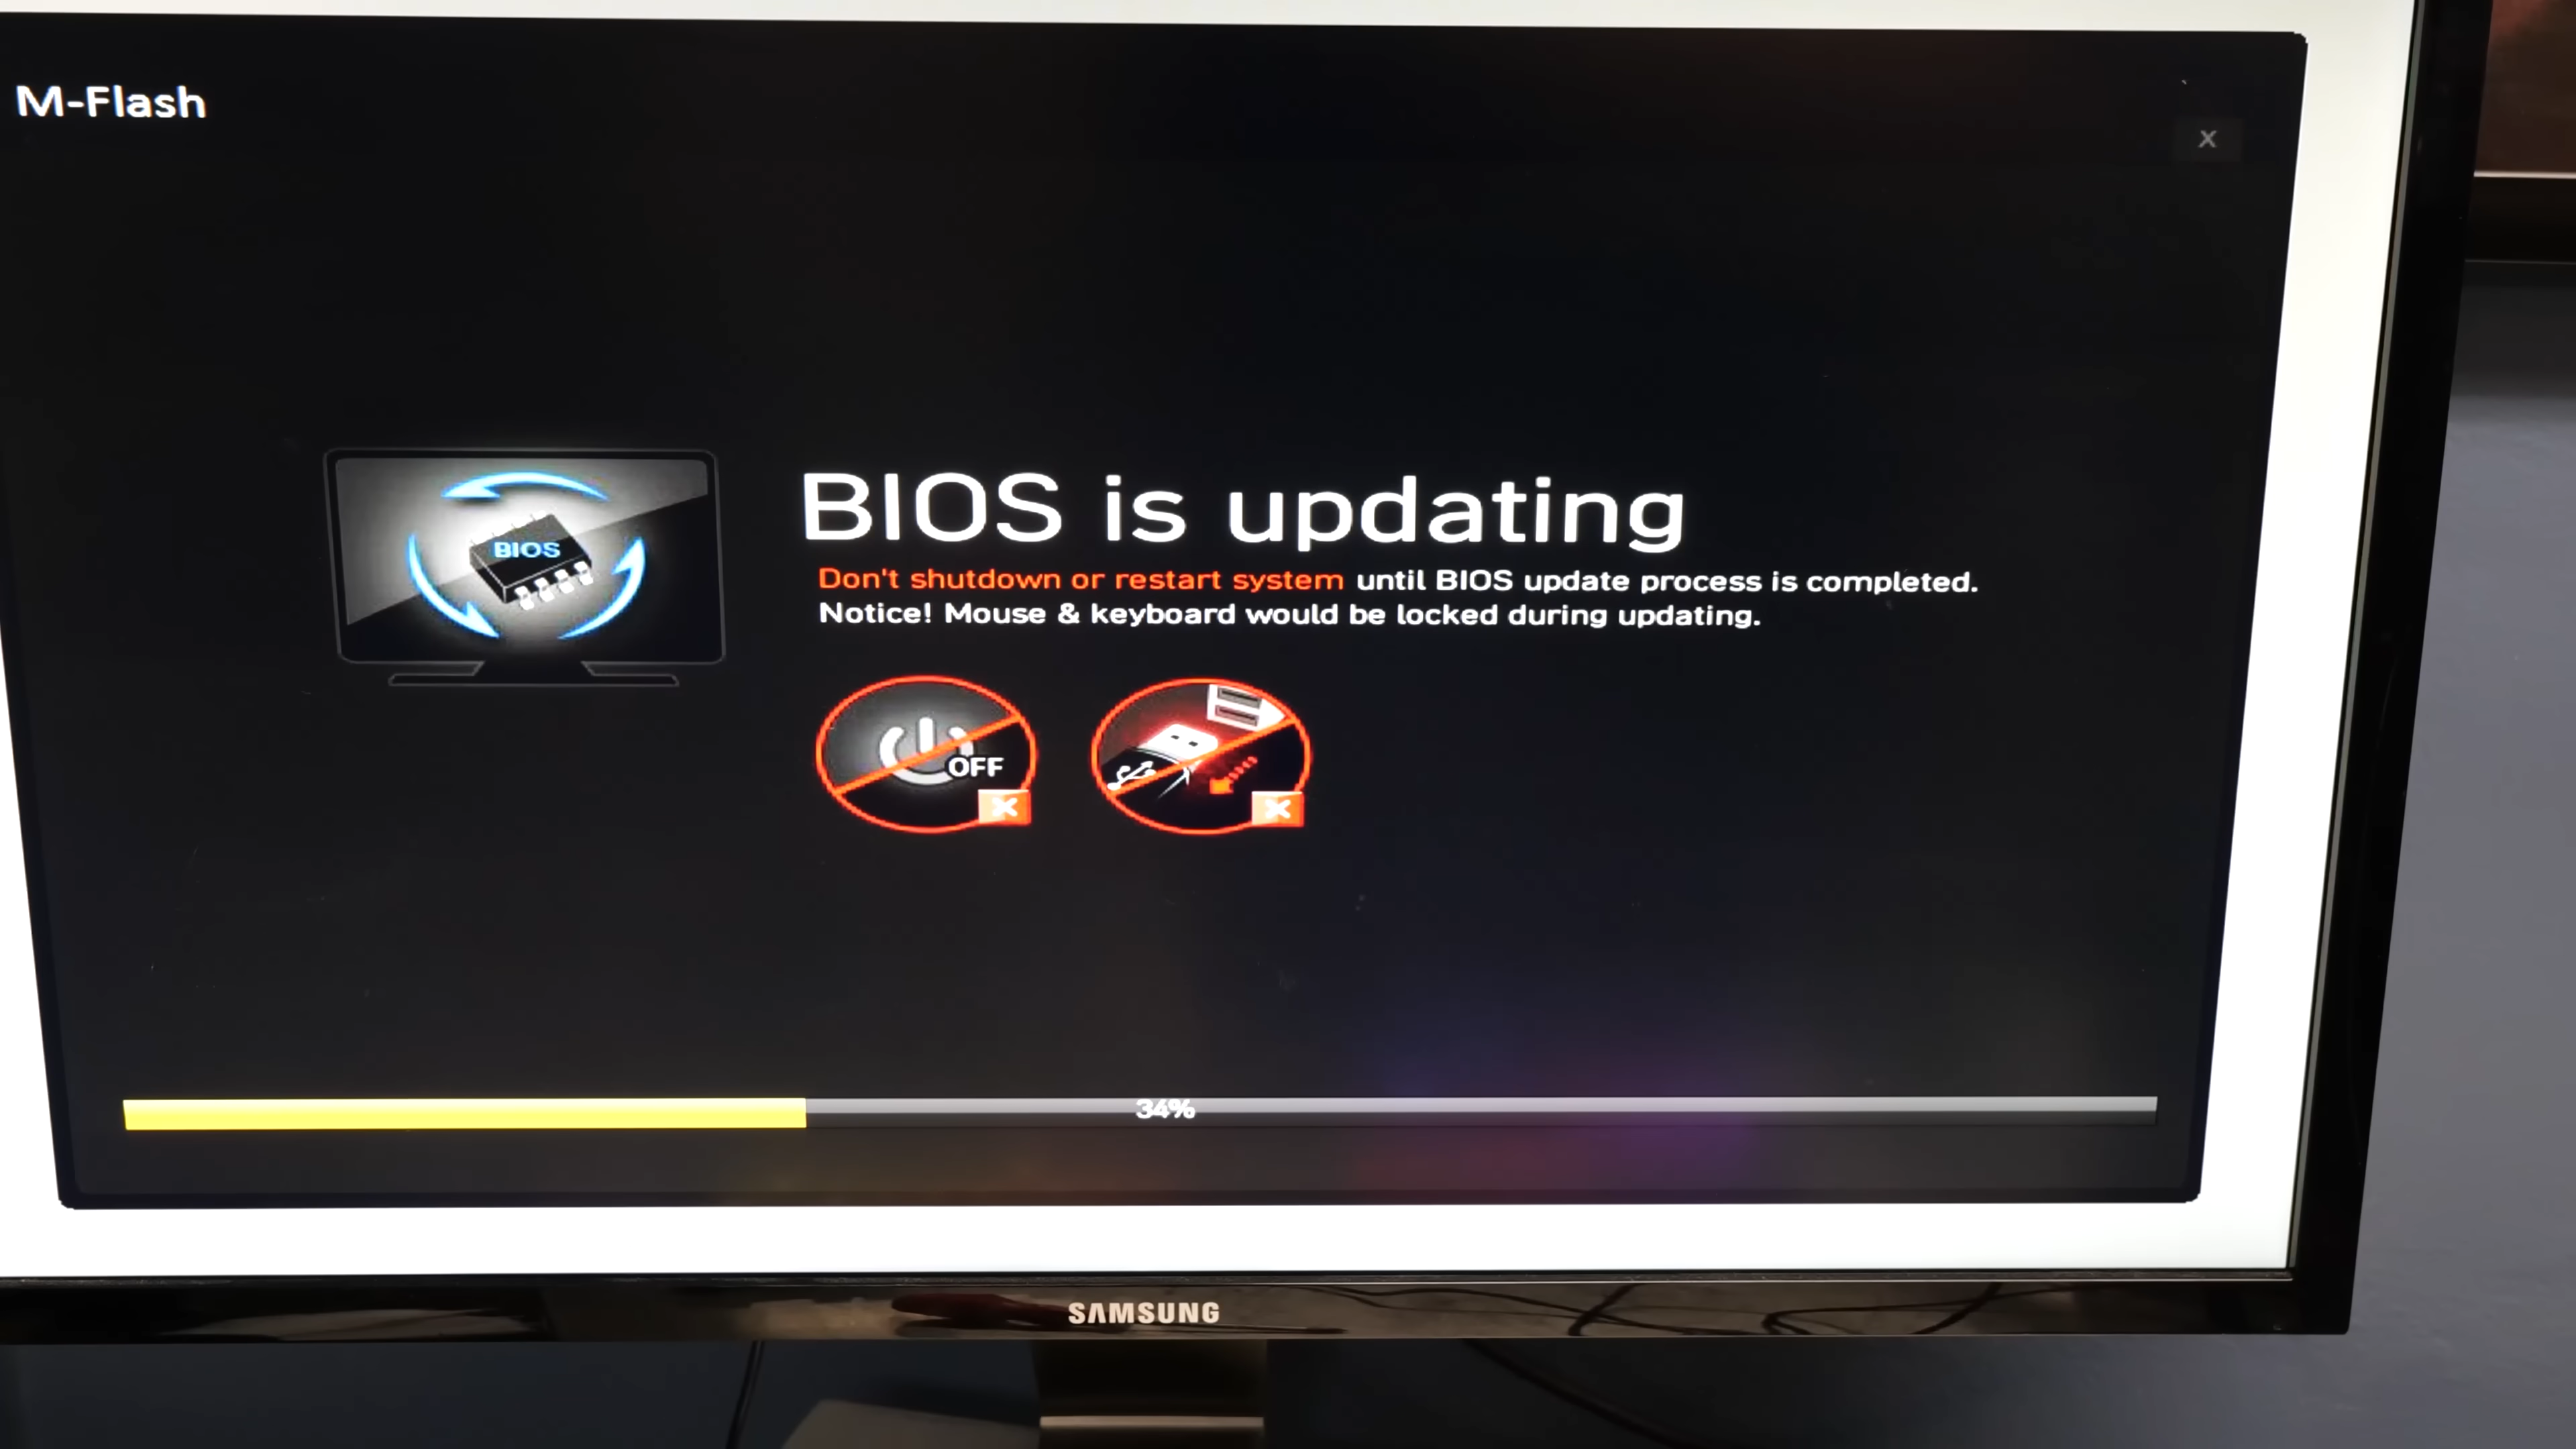 M-Flash
X
BIOS
BIOS is updating
Don't shutdown or restart system until BIOS update process is completed.
Notice! Mouse & keyboard would be locked during updating.
OFF
34%
SAMSUNG